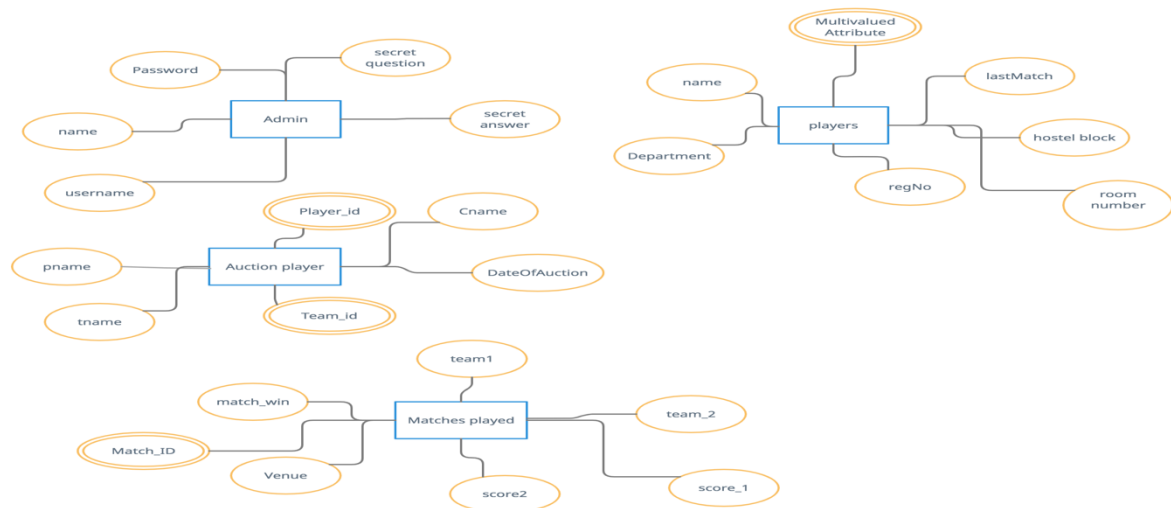 Multivalued
Attribute
secret
question
Password
name
lastMatch
Admin
secret
answer
name
players
hostel block
Department
username
regNo
room
number
Player_id
Cname
pname
Auction player
DateOfAuction
tname
Team_id
team1
match_win
Matches played
team_2
Match_ID
Venue
score2
score_1